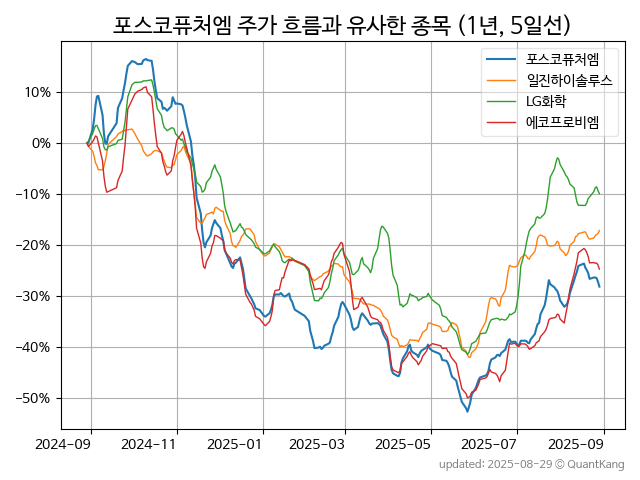 포스코퓨처엠 주가 흐름과 유사한 종목 (1년, 5일선)
포스코퓨처엠
일진하이솔루스
LG화학
에코프로비엠
10%
0%
−10%
−20%
−30%
−40%
−50%
2024-09 2024-11 2025-01 2025-03 2025-05 2025-07 2025-09
updated: 2025-08-29 © QuantKang